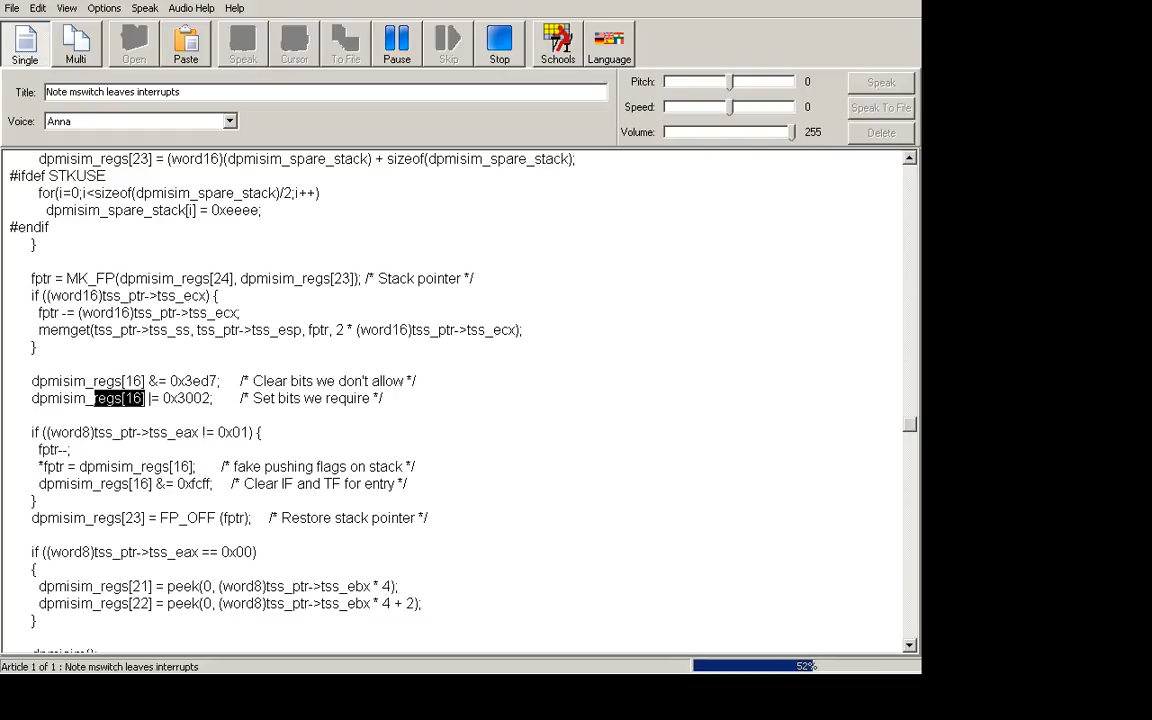 File Edit View Options Speak Audio Help Help
Single Multi Open Paste Speak Cursor To File Pause Skip Stop Schools Language
Title: Note mswitch leaves interrupts
Voice: Anna
Pitch: 0 Speak
Speed: 0 Speak To File
Volume: 255 Delete
dpmisim_regs[23] = (word16)(dpmisim_spare_stack) + sizeof(dpmisim_spare_stack);
#ifdef STKUSE
for(i=0;i<sizeof(dpmisim_spare_stack)/2;i++)
dpmisim_spare_stack[i] = 0xeeee;
#endif
}
fptr = MK_FP(dpmisim_regs[24], dpmisim_regs[23]); /* Stack pointer */
if ((word16)tss_ptr->tss_ecx) {
fptr -= (word16)tss_ptr->tss_ecx;
memget(tss_ptr->tss_ss, tss_ptr->tss_esp, fptr, 2 * (word16)tss_ptr->tss_ecx);
}
dpmisim_regs[16] &= 0x3ed7; /* Clear bits we don't allow */
dpmisim_regs[16] |= 0x3002; /* Set bits we require */
if ((word8)tss_ptr->tss_eax != 0x01) {
fptr--;
*fptr = dpmisim_regs[16]; /* fake pushing flags on stack */
dpmisim_regs[16] &= 0xfcff; /* Clear IF and TF for entry */
}
dpmisim_regs[23] = FP_OFF (fptr); /* Restore stack pointer */
if ((word8)tss_ptr->tss_eax == 0x00)
{
dpmisim_regs[21] = peek(0, (word8)tss_ptr->tss_ebx * 4);
dpmisim_regs[22] = peek(0, (word8)tss_ptr->tss_ebx * 4 + 2);
}
Article 1 of 1 : Note mswitch leaves interrupts 52%